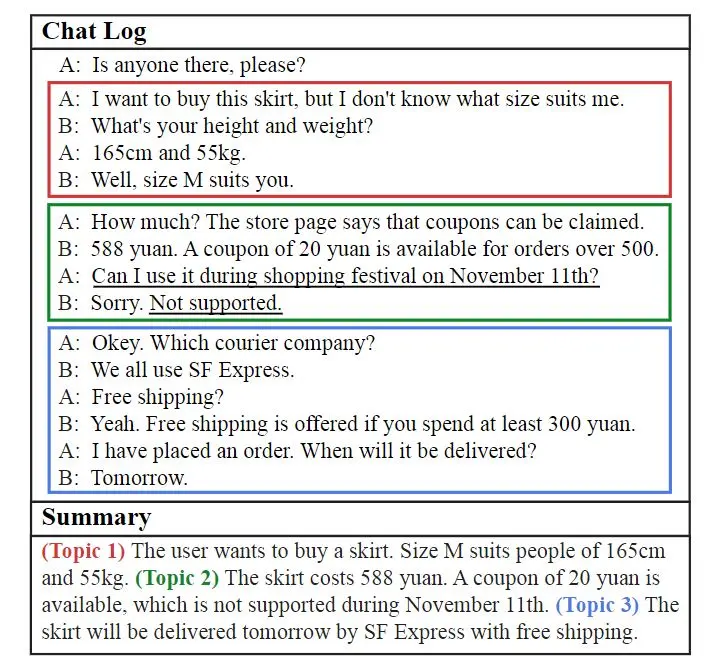 Chat Log
A: Is anyone there, please?
A: I want to buy this skirt, but I don't know what size suits me.
B: What's your height and weight?
A: 165cm and 55kg.
B: Well, size M suits you.
A: How much? The store page says that coupons can be claimed.
B: 588 yuan. A coupon of 20 yuan is available for orders over 500.
A: Can I use it during shopping festival on November 11th?
B: Sorry. Not supported.
A: Okey. Which courier company?
B: We all use SF Express.
A: Free shipping?
B: Yeah. Free shipping is offered if you spend at least 300 yuan.
A: I have placed an order. When will it be delivered?
B: Tomorrow.
Summary
(Topic 1) The user wants to buy a skirt. Size M suits people of 165cm
and 55kg. (Topic 2) The skirt costs 588 yuan. A coupon of 20 yuan is
available, which is not supported during November 11th. (Topic 3) The
skirt will be delivered tomorrow by SF Express with free shipping.